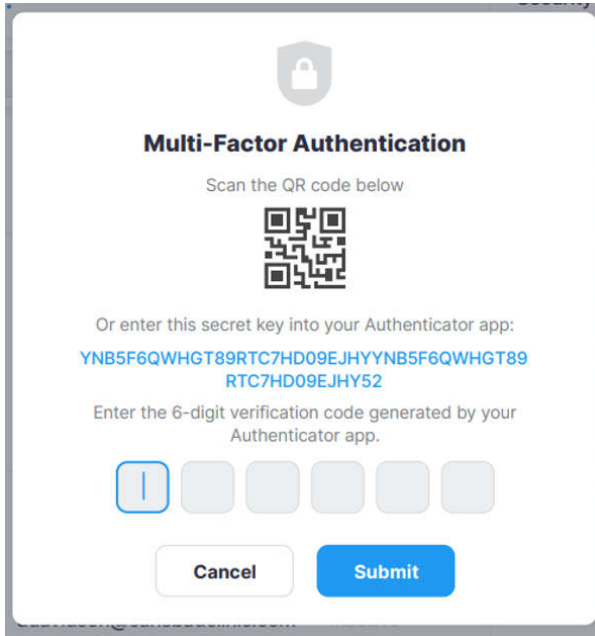 Multi-Factor Authentication
Scan the QR code below
Or enter this secret key into your Authenticator app:
YNB5F6QWHGT89RTC7HD09EJHYYNB5F6QWHGT89
RTC7HD09EJHY52
Enter the 6-digit verification code generated by your
Authenticator app.
Cancel
Submit